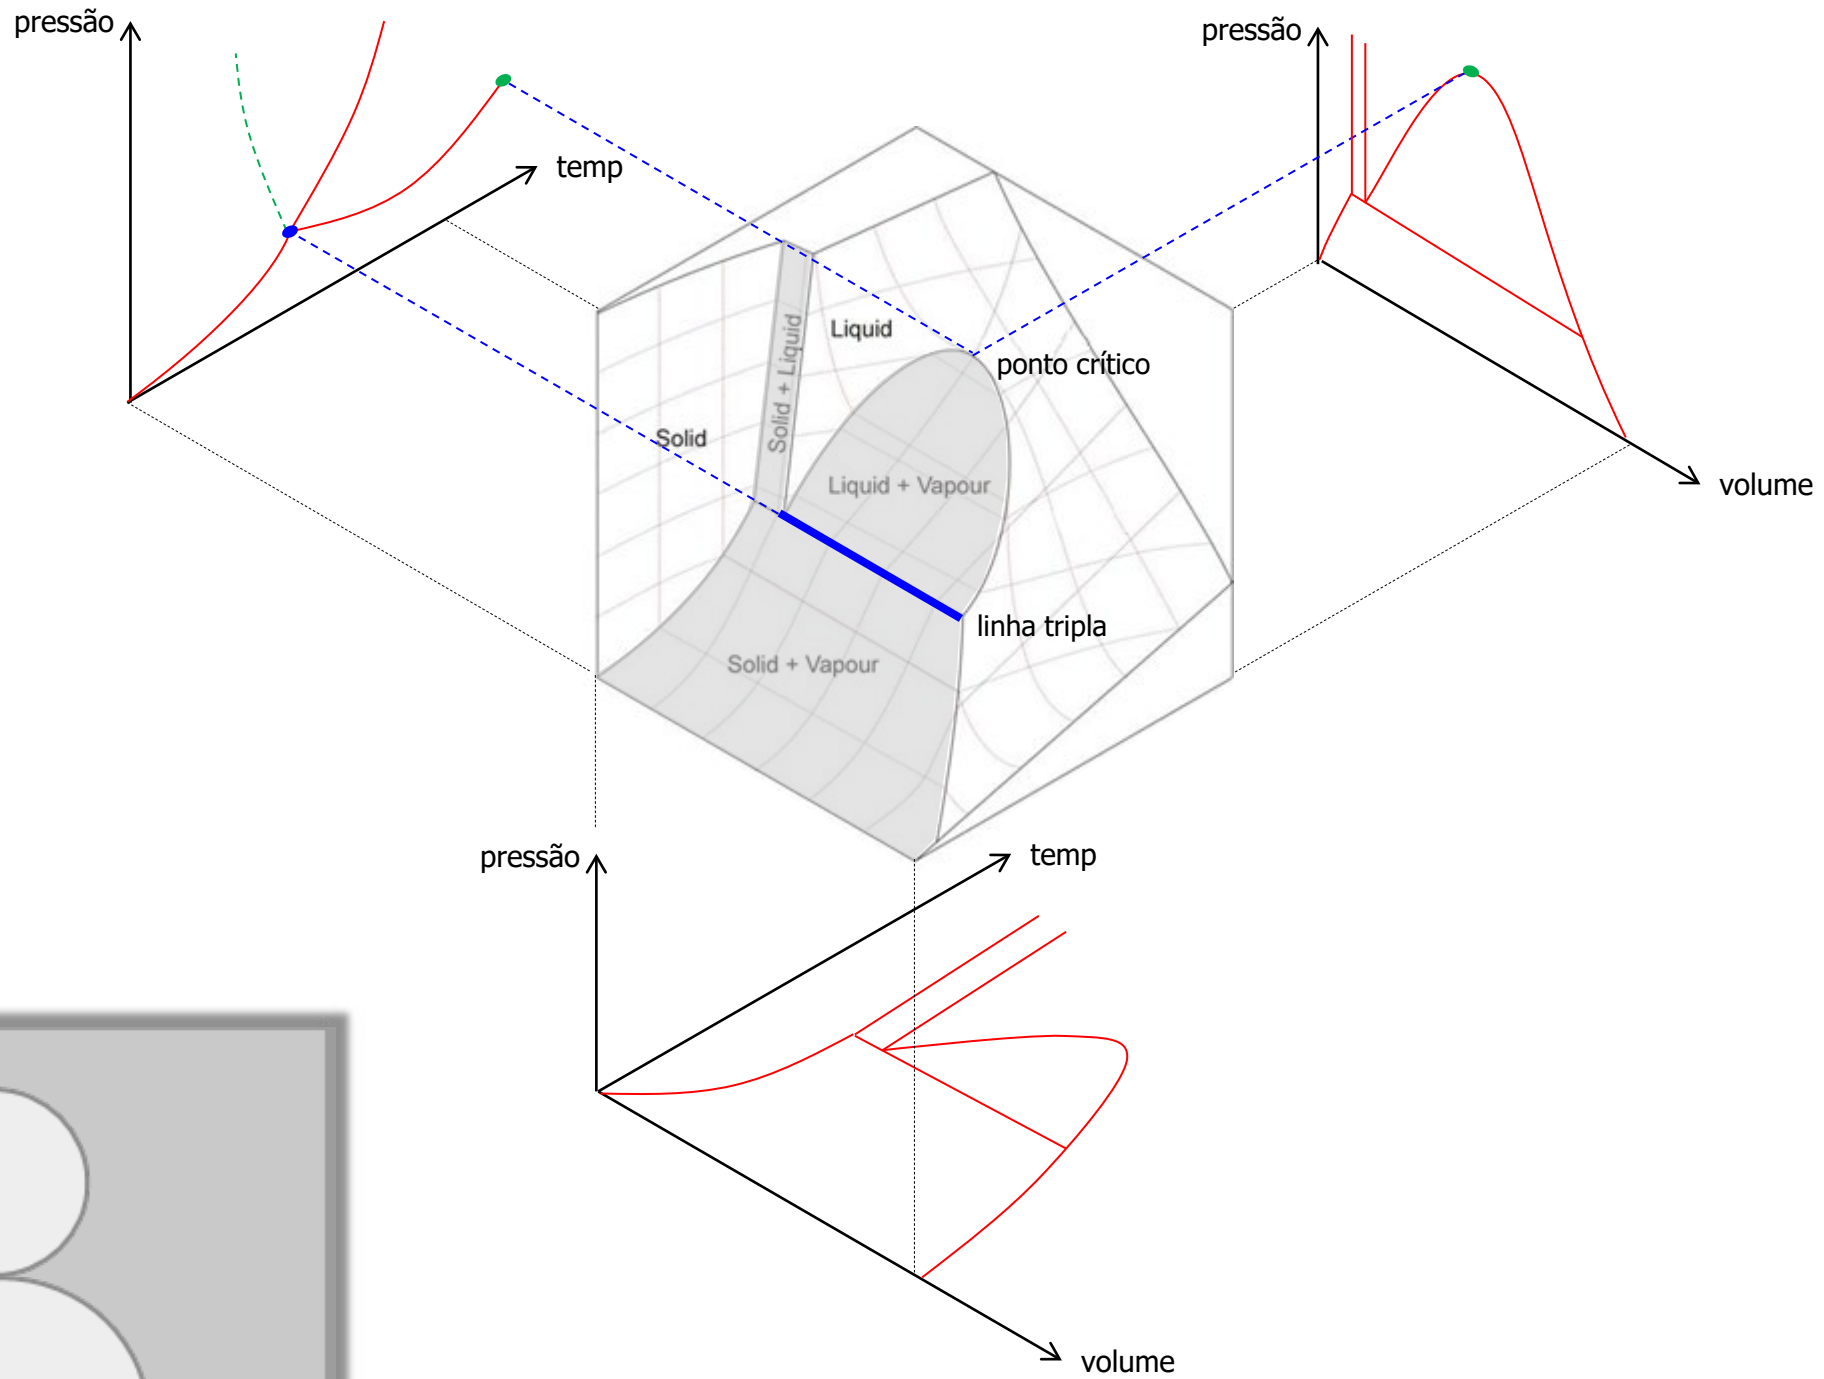 pressão
pressão
temp
Solid + Liquid
Liquid
ponto crítico
Solid
Liquid + Vapour
volume
linha tripla
Solid + Vapour
pressão
temp
volume